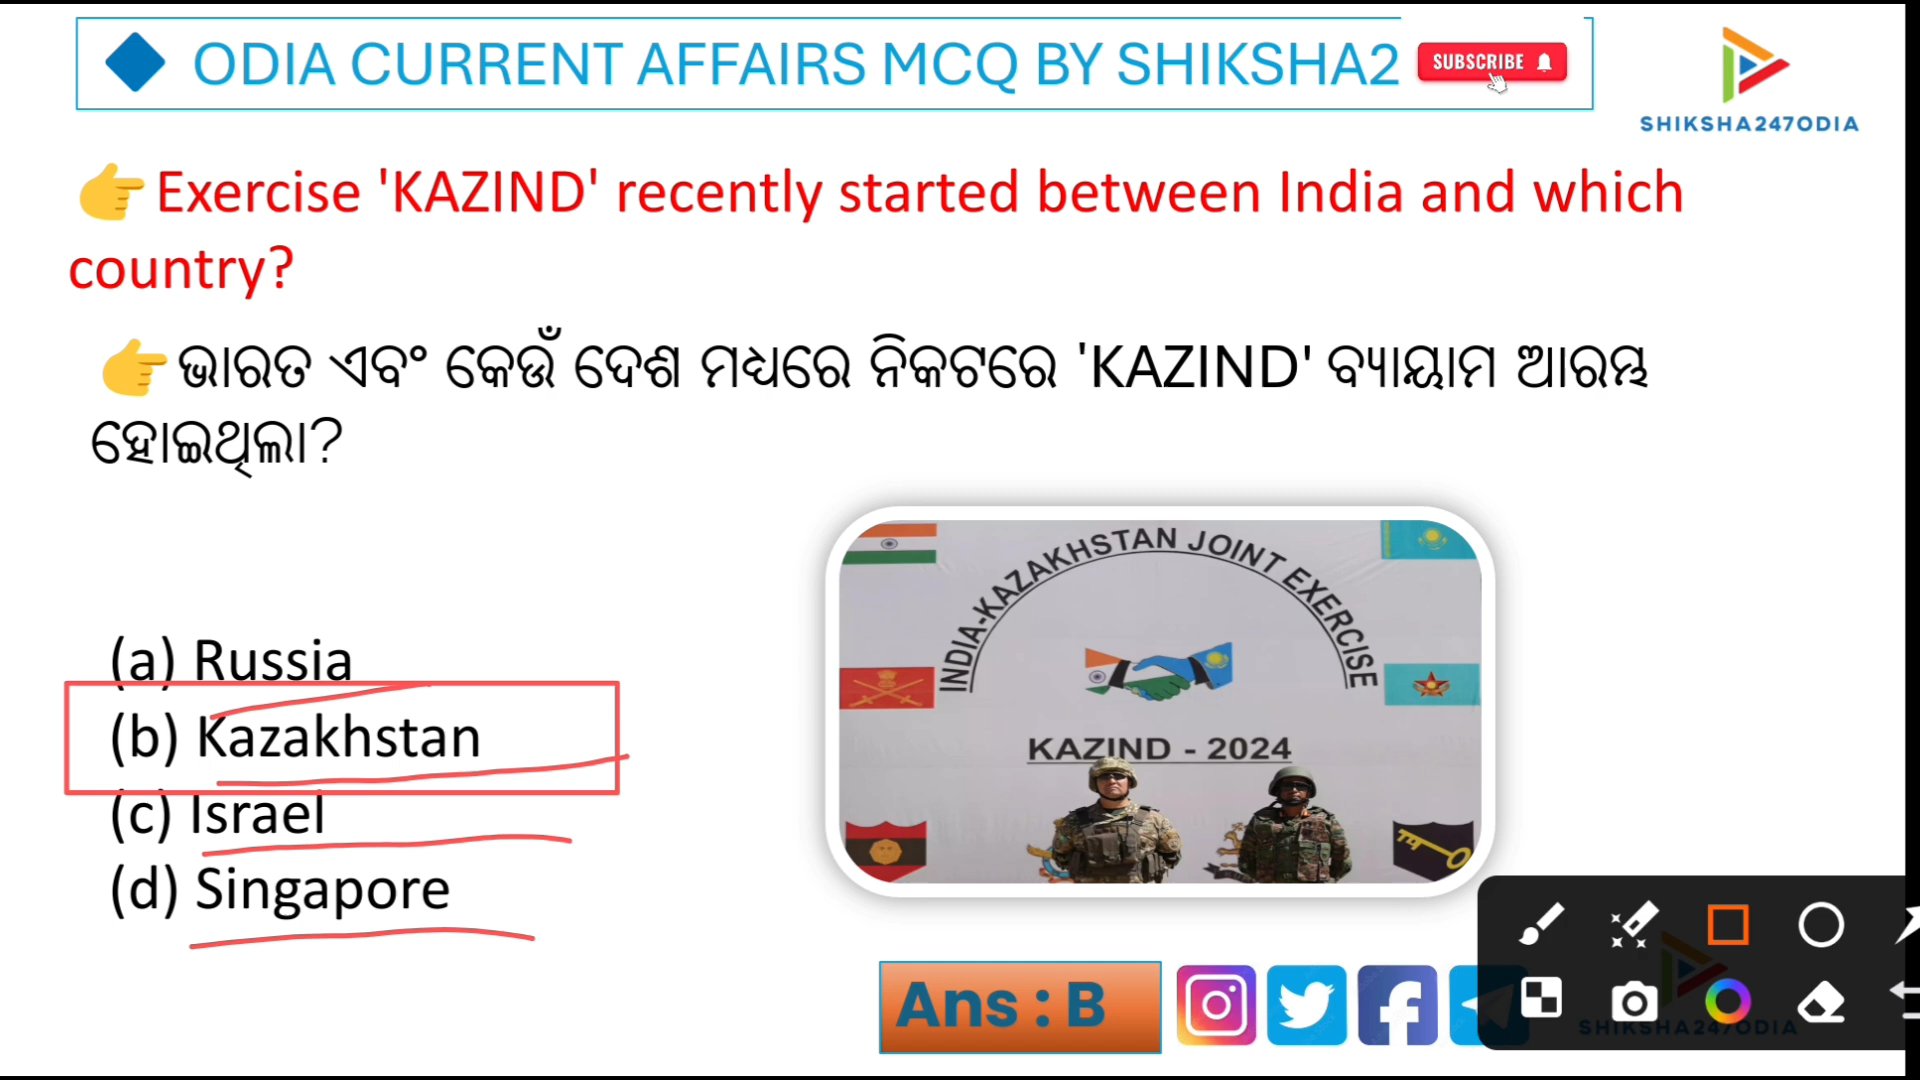 ODIA CURRENT AFFAIRS MCQ BY SHIKSHA2
SUBSCRIBE
SHIKSHA247ODIA
Exercise 'KAZIND' recently started between India and which
country?
ଭାରତ ଏବଂ କେଉଁ ଦେଶ ମଧ୍ୟରେ ନିକଟରେ 'KAZIND' ବ୍ୟାୟାମ ଆରମ୍ଭ
ହୋଇଥିଲା?
INDIA-KAZAKHSTAN JOINT EXERCISE
KAZIND - 2024
(a) Russia
(b) Kazakhstan
(c) Israel
(d) Singapore
Ans : B
SHIKSHA247ODIA